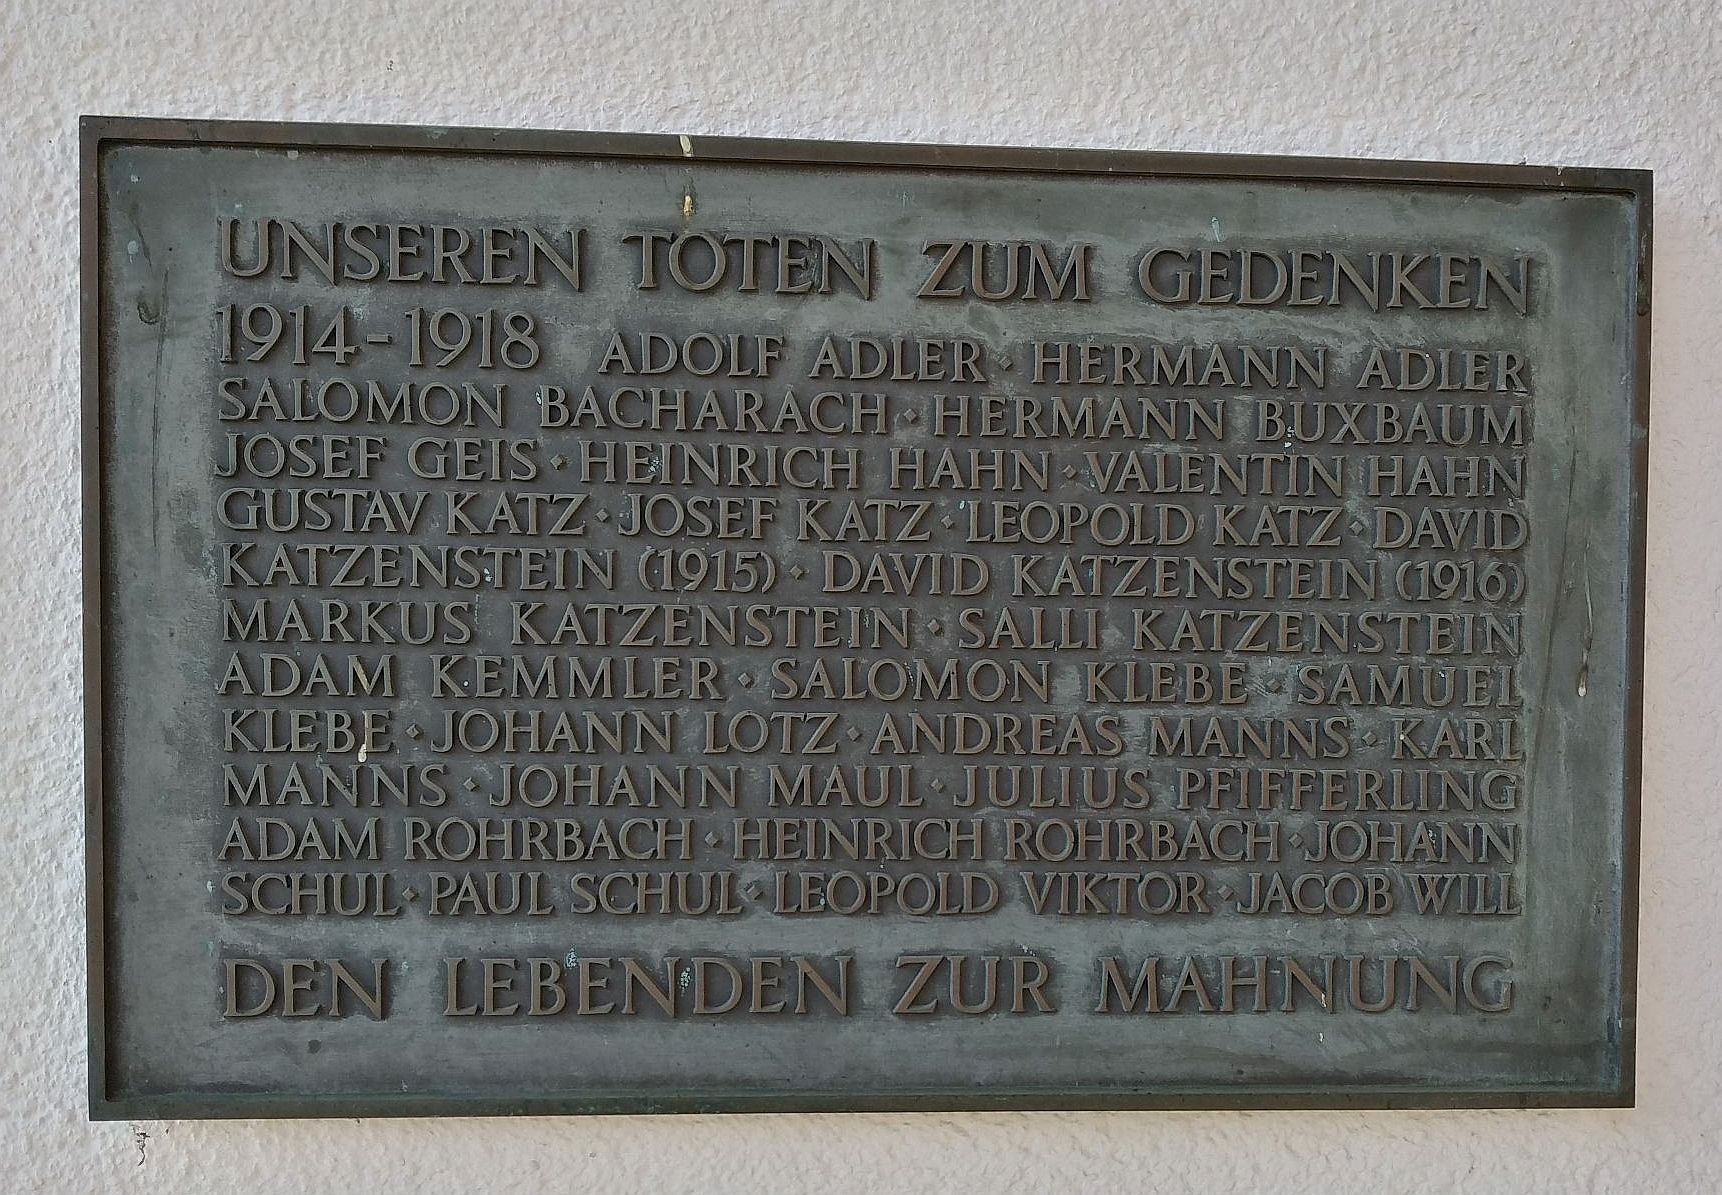 UNSEREN TOTEN ZUM GEDENKEN
1914-1918 ADOLF ADLER · HERMANN ADLER
SALOMON BACHARACH · HERMANN BUXBAUM
JOSEF GEIS · HEINRICH HAHN · VALENTIN HAHN
GUSTAV KATZ · JOSEF KATZ · LEOPOLD KATZ · DAVID
KATZENSTEIN (1915) · DAVID KATZENSTEIN (1916)
MARKUS KATZENSTEIN · SALLI KATZENSTEIN
ADAM KEMMLER · SALOMON KLEBE · SAMUEL
KLEBE · JOHANN LOTZ · ANDREAS MANNS · KARL
MANNS · JOHANN MAUL · JULIUS PFIFFERLING
ADAM ROHRBACH · HEINRICH ROHRBACH · JOHANN
SCHUL · PAUL SCHUL · LEOPOLD VIKTOR · JACOB WILL
DEN LEBENDEN ZUR MAHNUNG